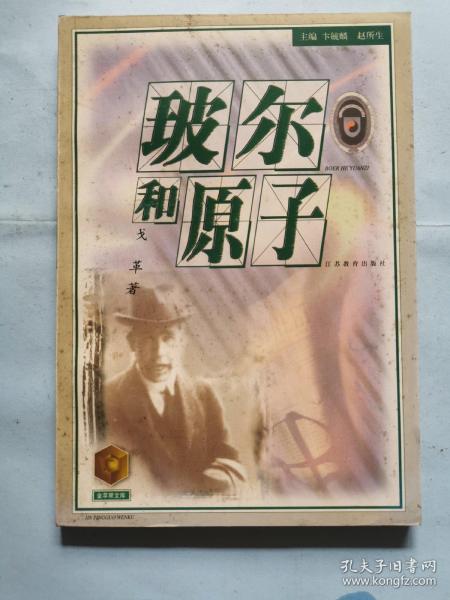 主编 卞毓麟 赵所生
玻尔
BOER HE YUANZI
和原子
戈革著
江苏教育出版社
金苹果文库
JIN PINGGUO WENKU
孔夫子旧书网
www.kongfz.com